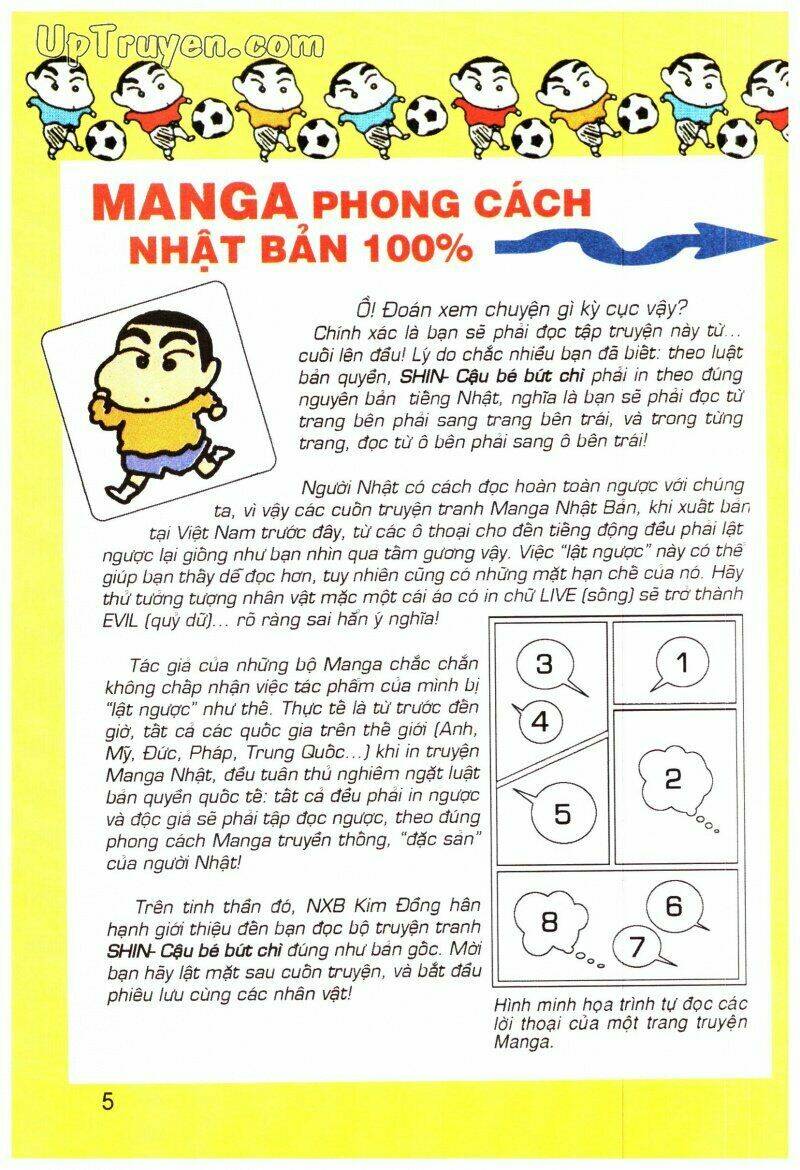 UpTruyen.com
MANGA PHONG CÁCH
NHẬT BẢN 100%
Ồ! Đoán xem chuyện gì kỳ cục vậy?
Chính xác là bạn sẽ phải đọc tập truyện này từ...
cuối lên đầu! Lý do chắc nhiều bạn đã biết: theo luật
bản quyền, SHIN- Cậu bé bút chì phải in theo đúng
nguyên bản tiếng Nhật, nghĩa là bạn sẽ phải đọc từ
trang bên phải sang trang bên trái, và trong từng
trang, đọc từ ô bên phải sang ô bên trái!
Người Nhật có cách đọc hoàn toàn ngược với chúng
ta, vì vậy các cuốn truyện tranh Manga Nhật Bản, khi xuất bản
tại Việt Nam trước đây, từ các ô thoại cho đến tiếng động đều phải lật
ngược lại giống như bạn nhìn qua tấm gương vậy. Việc "lật ngược" này có thể
giúp bạn thấy dễ đọc hơn, tuy nhiên cũng có những mặt hạn chế của nó. Hãy
thử tưởng tượng nhân vật mặc một cái áo có in chữ LIVE (sống) sẽ trở thành
EVIL (quỷ dữ)... rõ ràng sai hẳn ý nghĩa!
Tác giả của những bộ Manga chắc chắn
không chấp nhận việc tác phẩm của mình bị
"lật ngược" như thế. Thực tế là từ trước đến
giờ, tất cả các quốc gia trên thế giới (Anh,
Mỹ, Đức, Pháp, Trung Quốc...) khi in truyện
Manga Nhật, đều tuân thủ nghiêm ngặt luật
bản quyền quốc tế: tất cả đều phải in ngược
và độc giả sẽ phải tập đọc ngược, theo đúng
phong cách Manga truyền thống, "đặc sản"
của người Nhật!
Trên tinh thần đó, NXB Kim Đồng hân
hạnh giới thiệu đến bạn đọc bộ truyện tranh
SHIN- Cậu bé bút chì đúng như bản gốc. Mời
bạn hãy lật mặt sau cuốn truyện, và bắt đầu
phiêu lưu cùng các nhân vật!
1
2
3
4
5
6
7
8
Hình minh họa trình tự đọc các
lời thoại của một trang truyện
Manga.
5